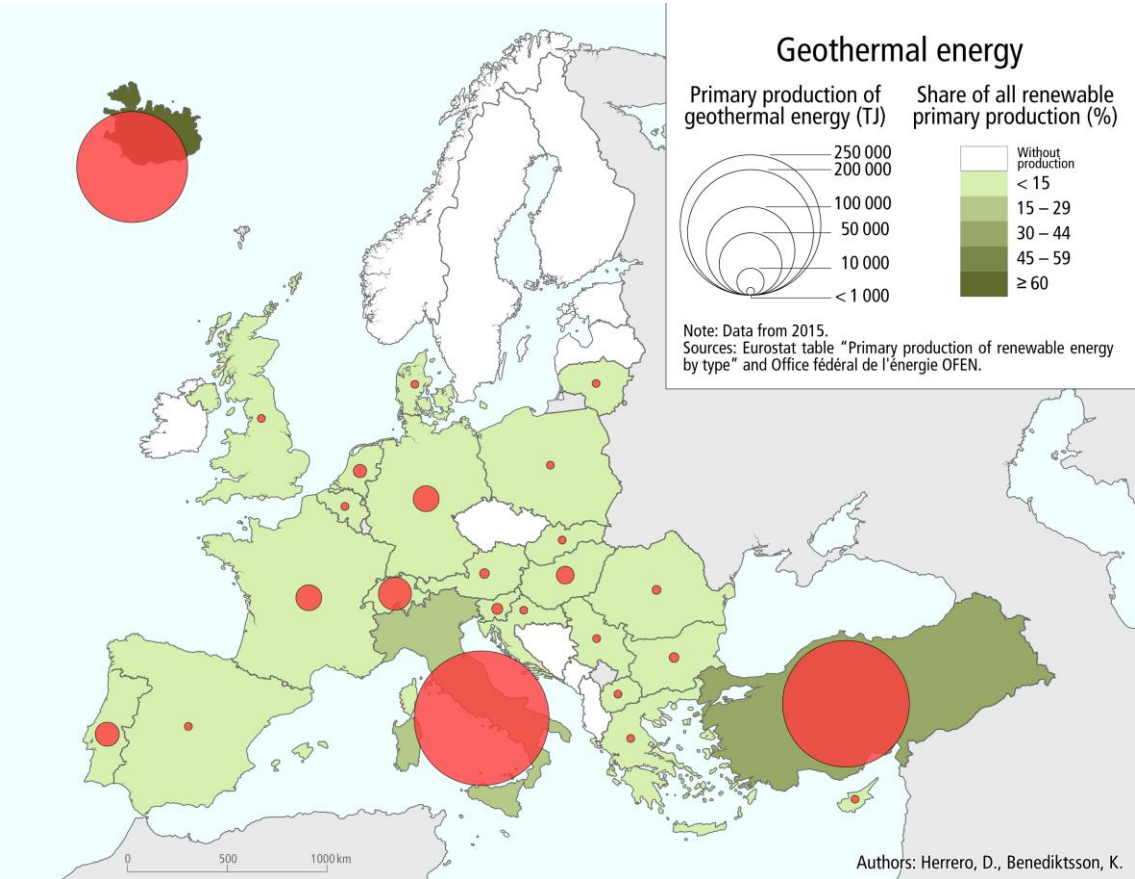 Geothermal energy
Primary production of
geothermal energy (TJ)
250 000
200 000
100 000
50 000
10 000
< 1 000
Share of all renewable
primary production (%)
Without
production
< 15
15 – 29
30 – 44
45 – 59
≥ 60
Note: Data from 2015.
Sources: Eurostat table "Primary production of renewable energy
by type" and Office fédéral de l'énergie OFEN.
0 500 1000 km
Authors: Herrero, D., Benediktsson, K.